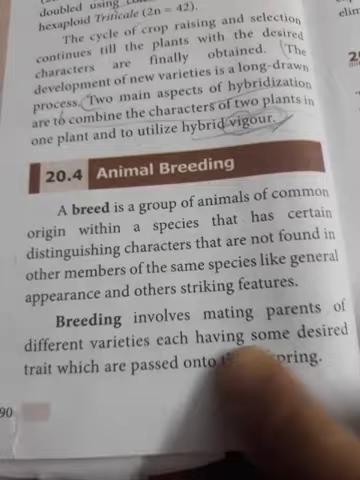 doubled using
hexaploid Triticale (2n = 42).
The cycle of crop raising and selection
continues till the plants with the desired
characters are finally obtained. The
development of new varieties is a long-drawn
process. Two main aspects of hybridization
are to combine the characters of two plants in
one plant and to utilize hybrid vigour.
20.4 Animal Breeding
A breed is a group of animals of common
origin within a species that has certain
distinguishing characters that are not found in
other members of the same species like general
appearance and others striking features.
Breeding involves mating parents of
different varieties each having some desired
trait which are passed onto
90